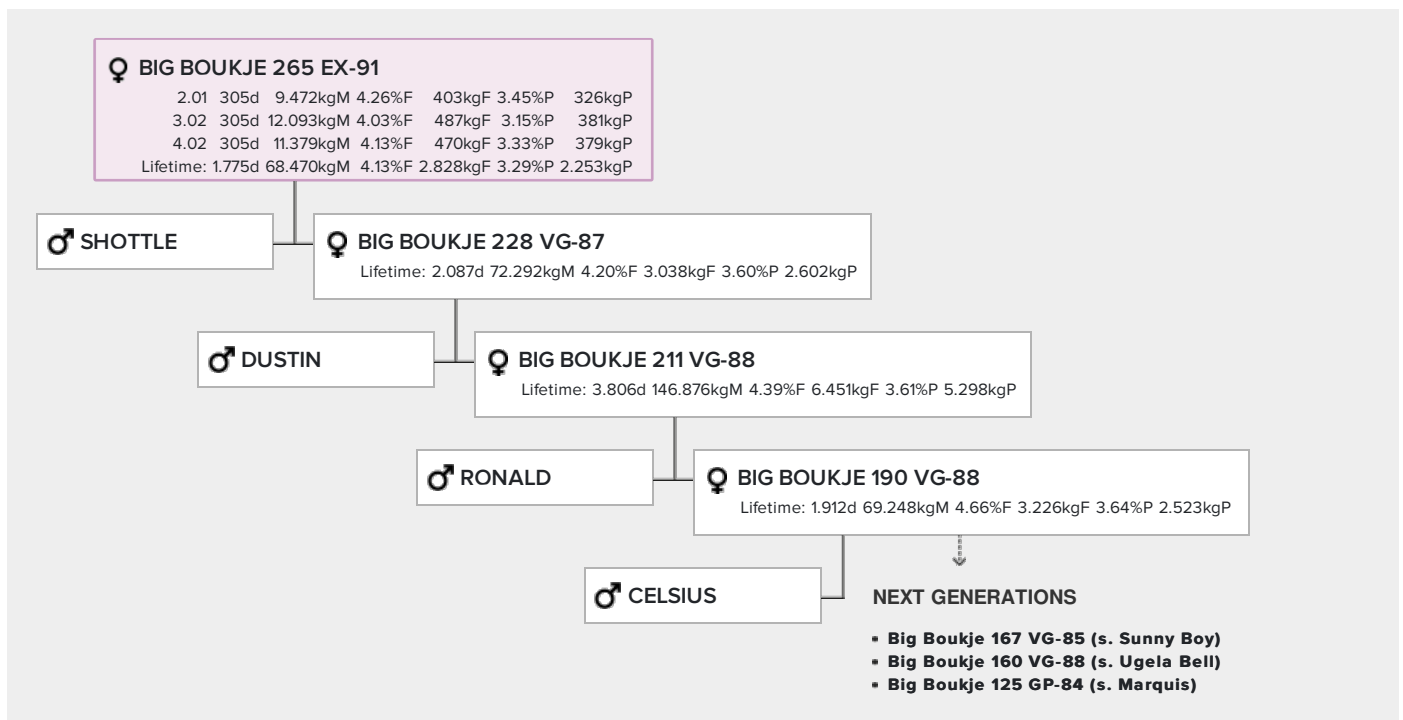 BIG BOUKJE 265 EX-91
2.01 305d 9.472kgM 4.26%F 403kgF 3.45%P 326kgP
3.02 305d 12.093kgM 4.03%F 487kgF 3.15%P 381kgP
4.02 305d 11.379kgM 4.13%F 470kgF 3.33%P 379kgP
Lifetime: 1.775d 68.470kgM 4.13%F 2.828kgF 3.29%P 2.253kgP
SHOTTLE
BIG BOUKJE 228 VG-87
Lifetime: 2.087d 72.292kgM 4.20%F 3.038kgF 3.60%P 2.602kgP
DUSTIN
BIG BOUKJE 211 VG-88
Lifetime: 3.806d 146.876kgM 4.39%F 6.451kgF 3.61%P 5.298kgP
RONALD
BIG BOUKJE 190 VG-88
Lifetime: 1.912d 69.248kgM 4.66%F 3.226kgF 3.64%P 2.523kgP
CELSIUS
NEXT GENERATIONS
Big Boukje 167 VG-85 (s. Sunny Boy)
Big Boukje 160 VG-88 (s. Ugela Bell)
Big Boukje 125 GP-84 (s. Marquis)